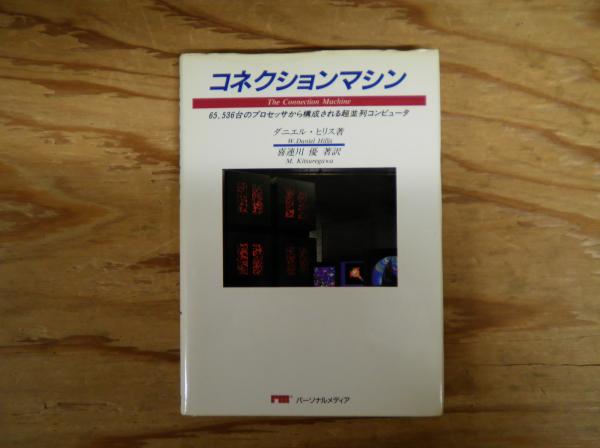 コネクションマシン
The Connection Machine
65,536台のプロセッサから構成される超並列コンピュータ
ダニエル・ヒリス著
W. Daniel Hillis
喜連川 優 著訳
M. Kitsuregawa
パーソナルメディア